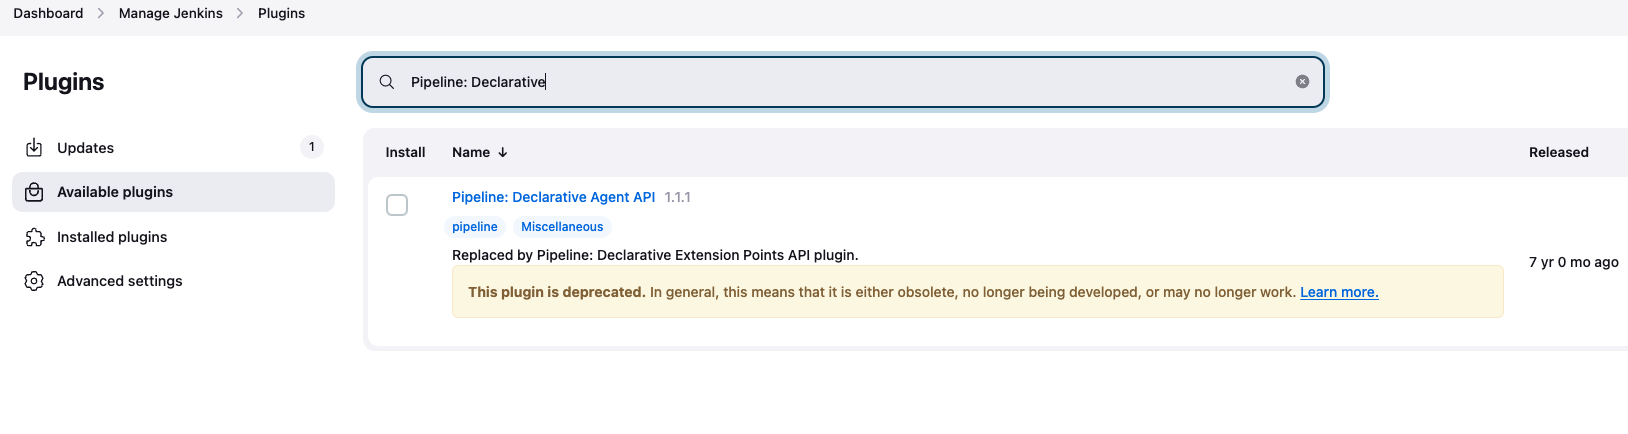 Dashboard > Manage Jenkins > Plugins
Plugins
Updates 1
Available plugins
Installed plugins
Advanced settings
Pipeline: Declarative
Install Name ↓ Released
Pipeline: Declarative Agent API 1.1.1
pipeline Miscellaneous
Replaced by Pipeline: Declarative Extension Points API plugin.
This plugin is deprecated. In general, this means that it is either obsolete, no longer being developed, or may no longer work. Learn more.
7 yr 0 mo ago